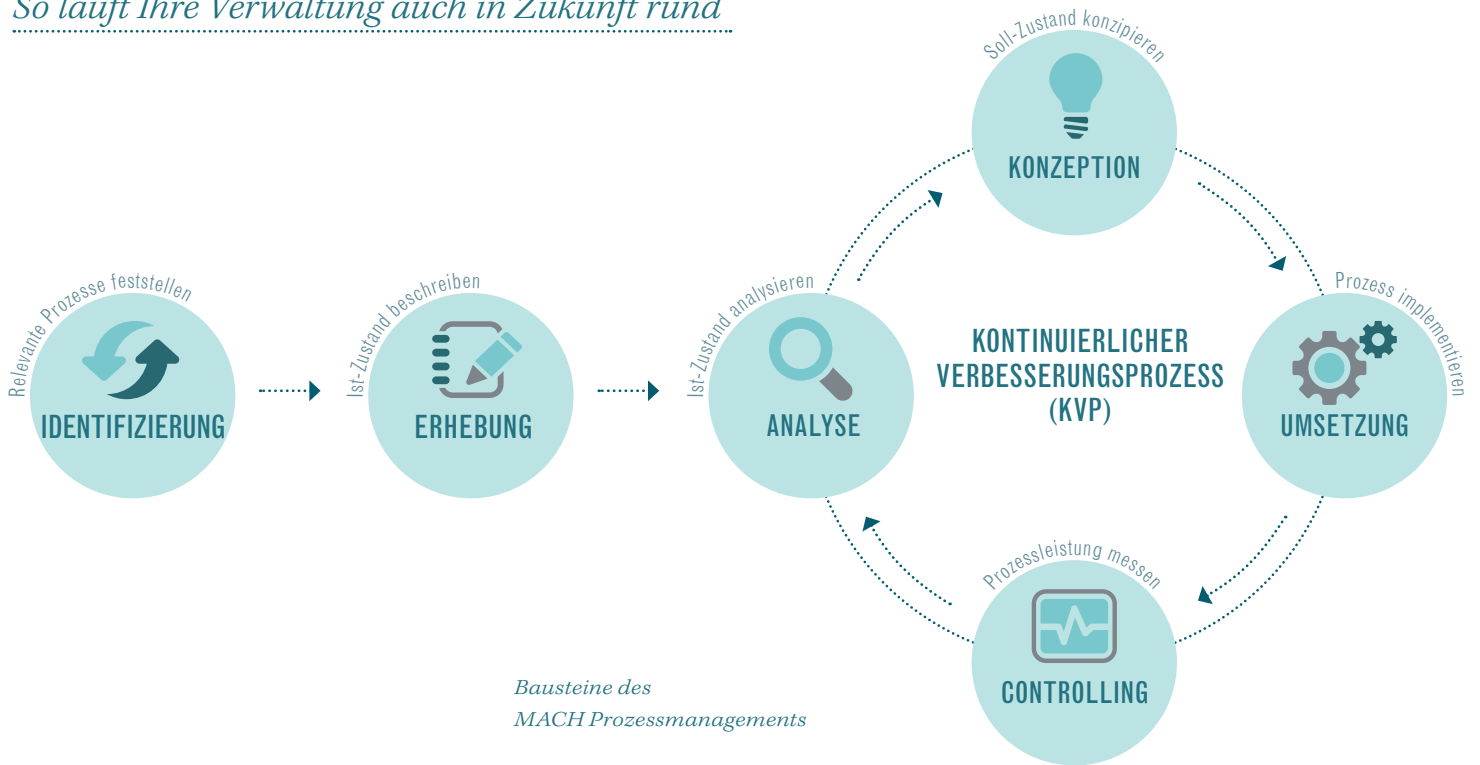 So läuft Ihre Verwaltung auch in Zukunft rund
Relevante Prozesse feststellen
IDENTIFIZIERUNG
Ist-Zustand beschreiben
ERHEBUNG
Ist-Zustand analysieren
ANALYSE
Soll-Zustand konzipieren
KONZEPTION
KONTINUIERLICHER
VERBESSERUNGSPROZESS
(KVP)
Prozess implementieren
UMSETZUNG
Prozessleistung messen
CONTROLLING
Bausteine des
MACH Prozessmanagements